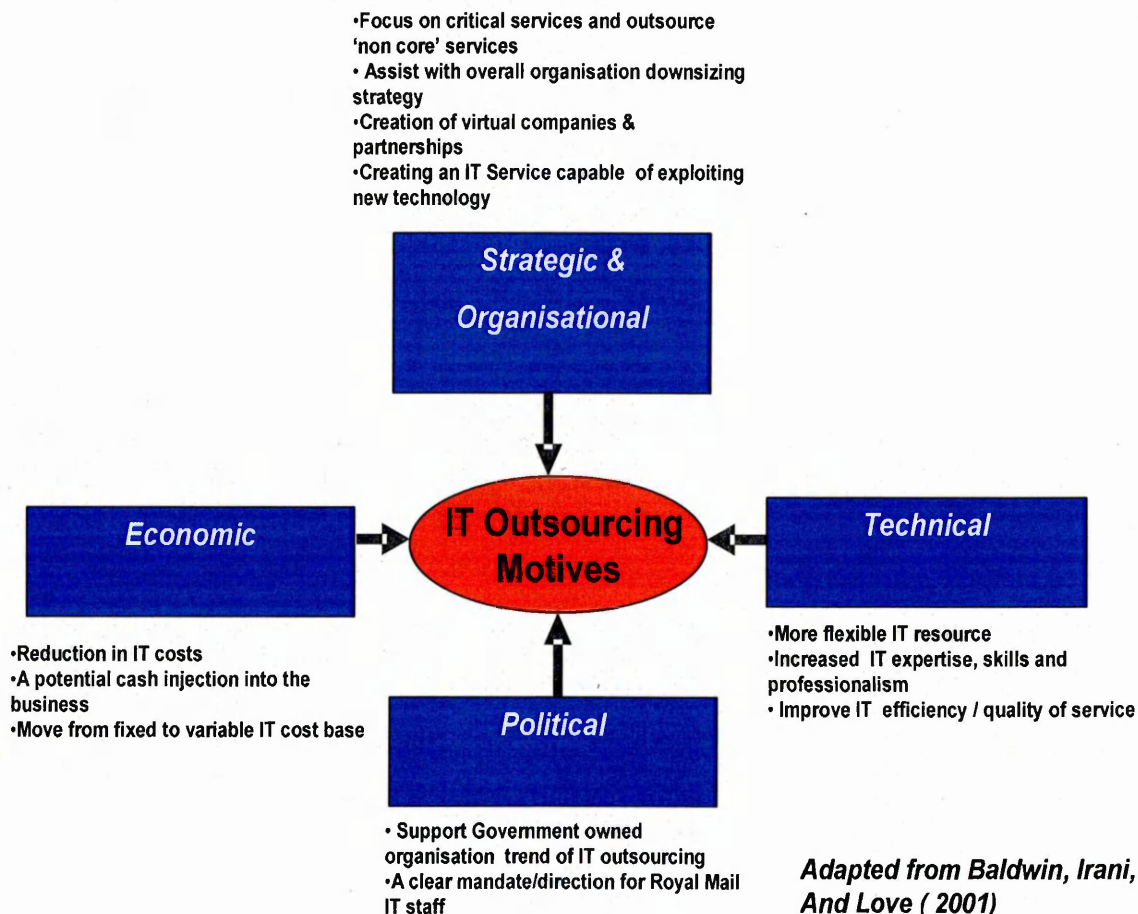 •Focus on critical services and outsource
‘non core’ services
• Assist with overall organisation downsizing
strategy
•Creation of virtual companies &
partnerships
•Creating an IT Service capable of exploiting
new technology
Strategic &
Organisational
Economic
IT Outsourcing
Motives
Technical
•Reduction in IT costs
•A potential cash injection into the
business
•Move from fixed to variable IT cost base
•More flexible IT resource
•Increased IT expertise, skills and
professionalism
• Improve IT efficiency / quality of service
Political
• Support Government owned
organisation trend of IT outsourcing
•A clear mandate/direction for Royal Mail
IT staff
Adapted from Baldwin, Irani,
And Love ( 2001)